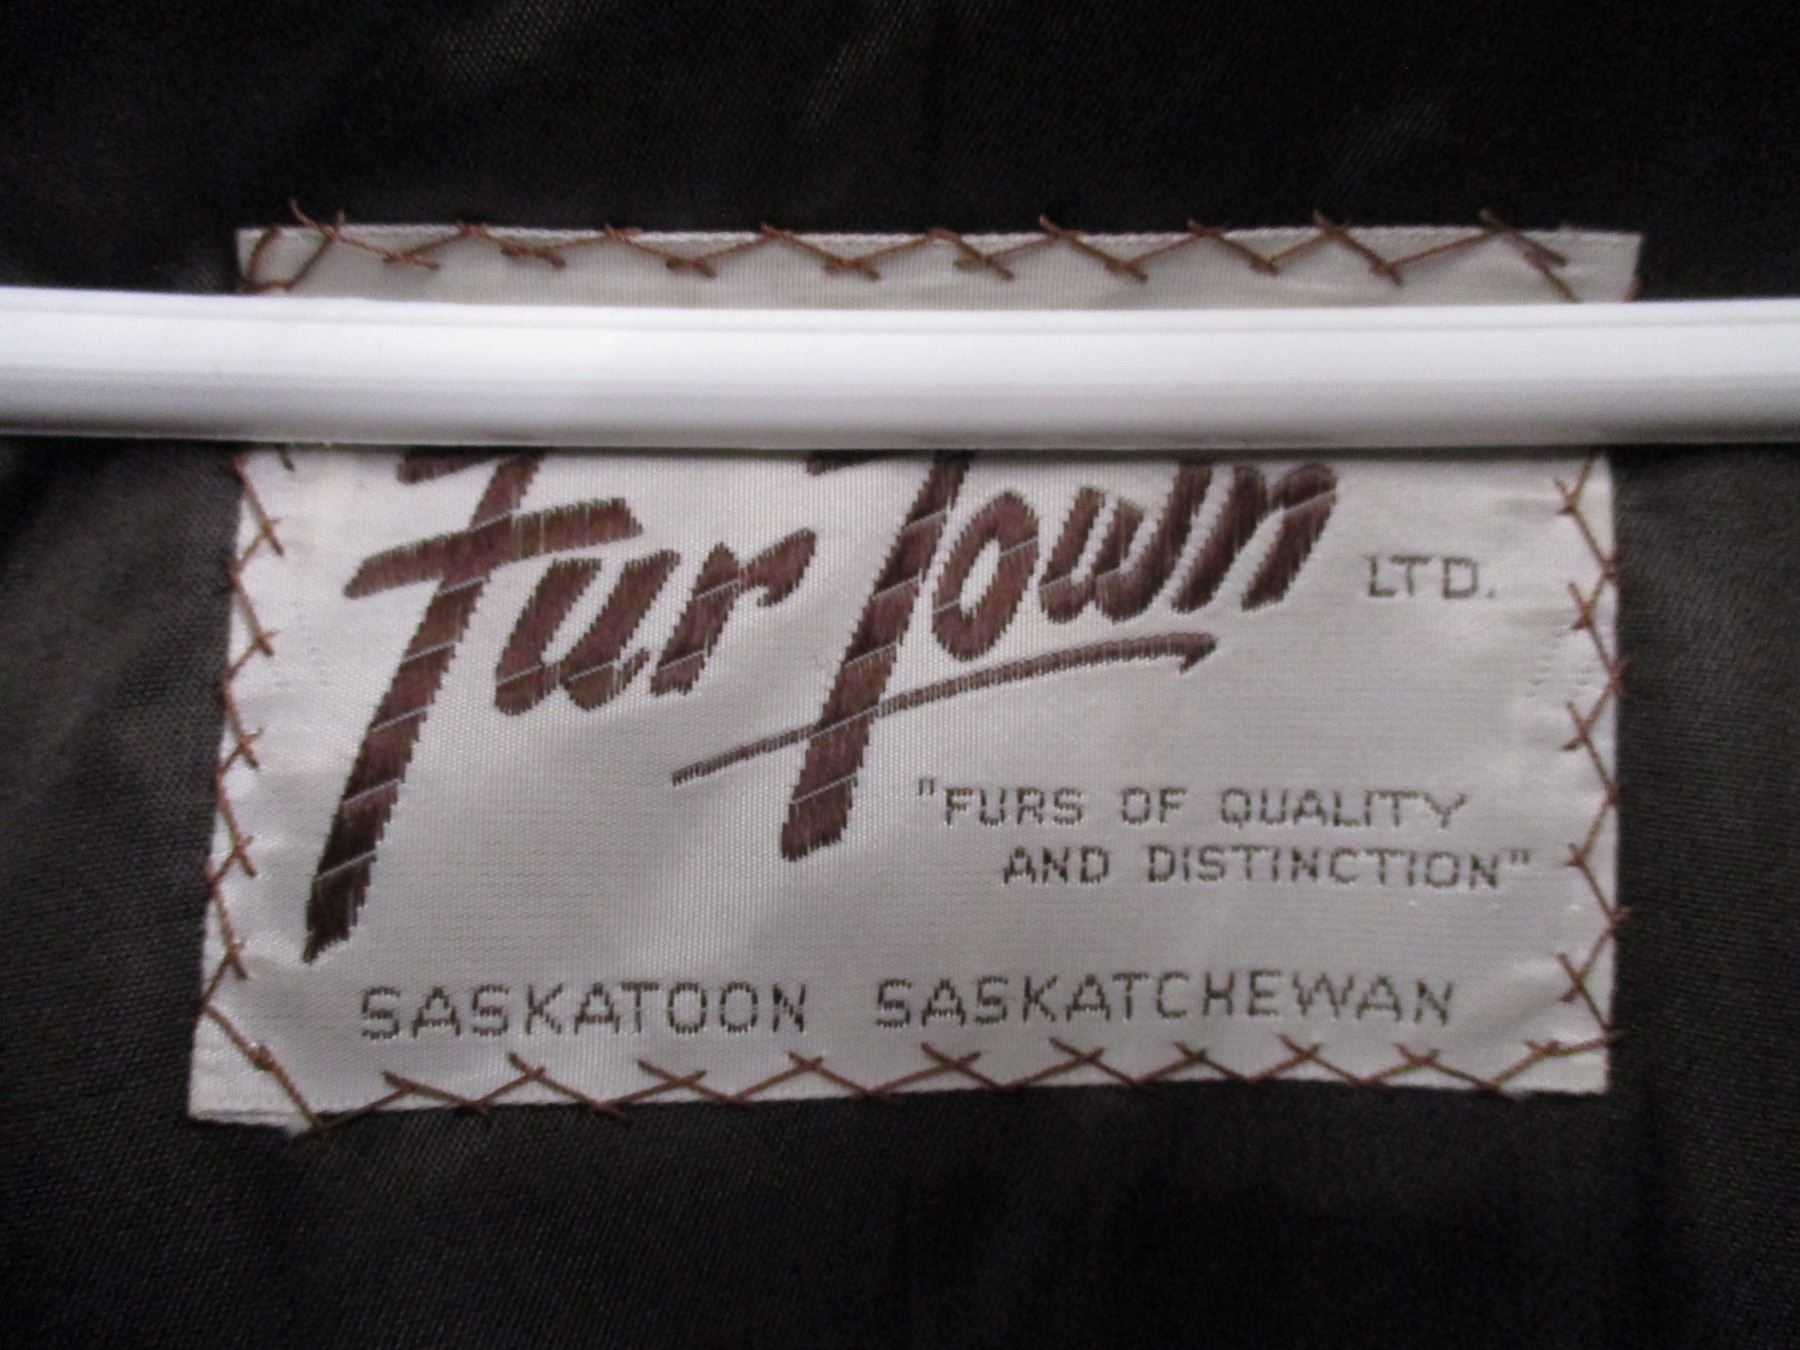 Fur Town LTD.
"FURS OF QUALITY
AND DISTINCTION"
SASKATOON SASKATCHEWAN